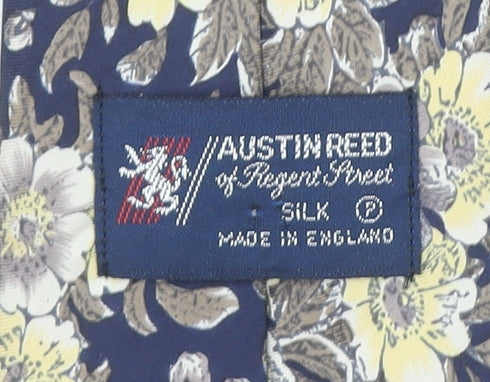 AUSTIN REED
of Regent Street
SILK Ⓟ
MADE IN ENGLAND